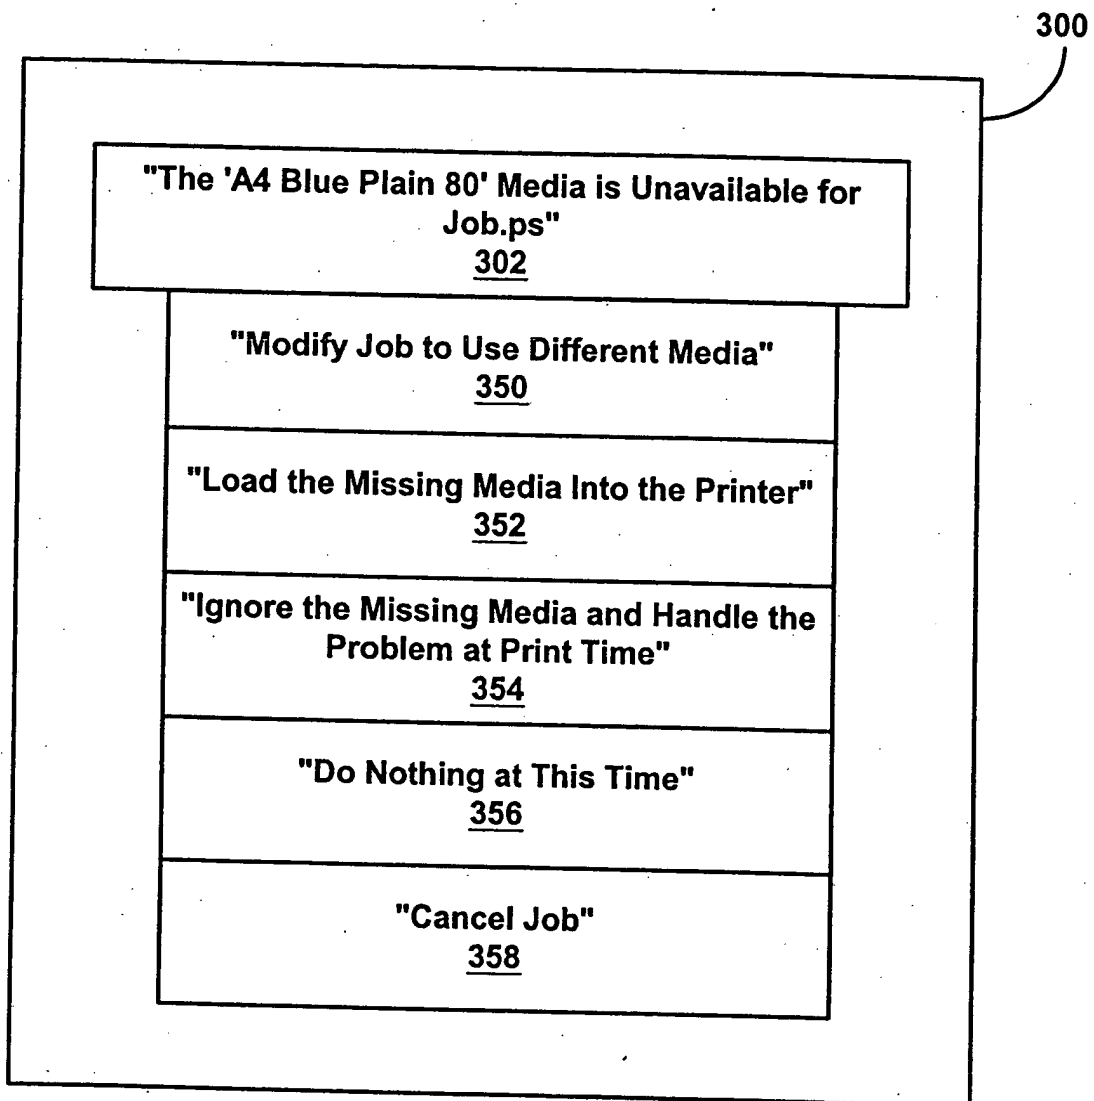 300
"The 'A4 Blue Plain 80' Media is Unavailable for
Job.ps"
302
"Modify Job to Use Different Media"
350
"Load the Missing Media Into the Printer"
352
"Ignore the Missing Media and Handle the
Problem at Print Time"
354
"Do Nothing at This Time"
356
"Cancel Job"
358